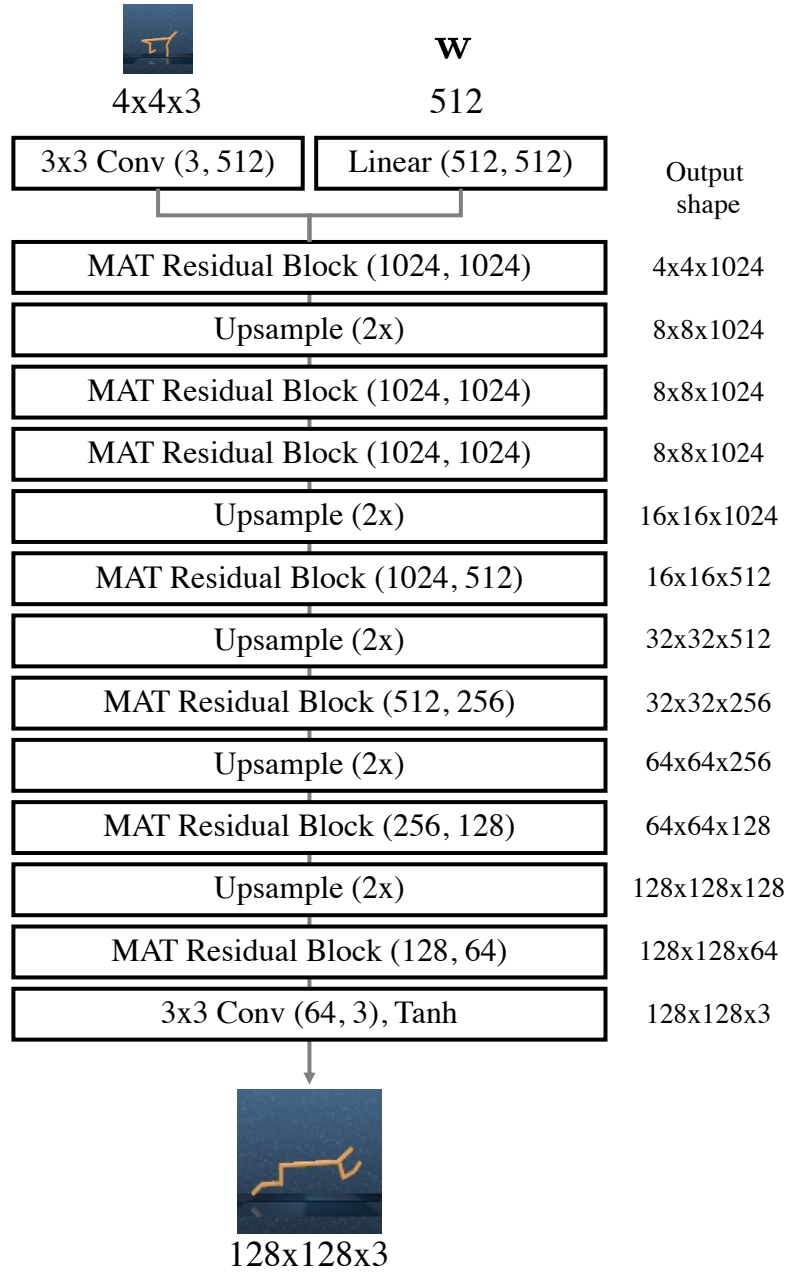 w
4x4x3 512
3x3 Conv (3, 512) Linear (512, 512)
Output
shape
MAT Residual Block (1024, 1024) 4x4x1024
Upsample (2x) 8x8x1024
MAT Residual Block (1024, 1024) 8x8x1024
MAT Residual Block (1024, 1024) 8x8x1024
Upsample (2x) 16x16x1024
MAT Residual Block (1024, 512) 16x16x512
Upsample (2x) 32x32x512
MAT Residual Block (512, 256) 32x32x256
Upsample (2x) 64x64x256
MAT Residual Block (256, 128) 64x64x128
Upsample (2x) 128x128x128
MAT Residual Block (128, 64) 128x128x64
3x3 Conv (64, 3), Tanh 128x128x3
128x128x3